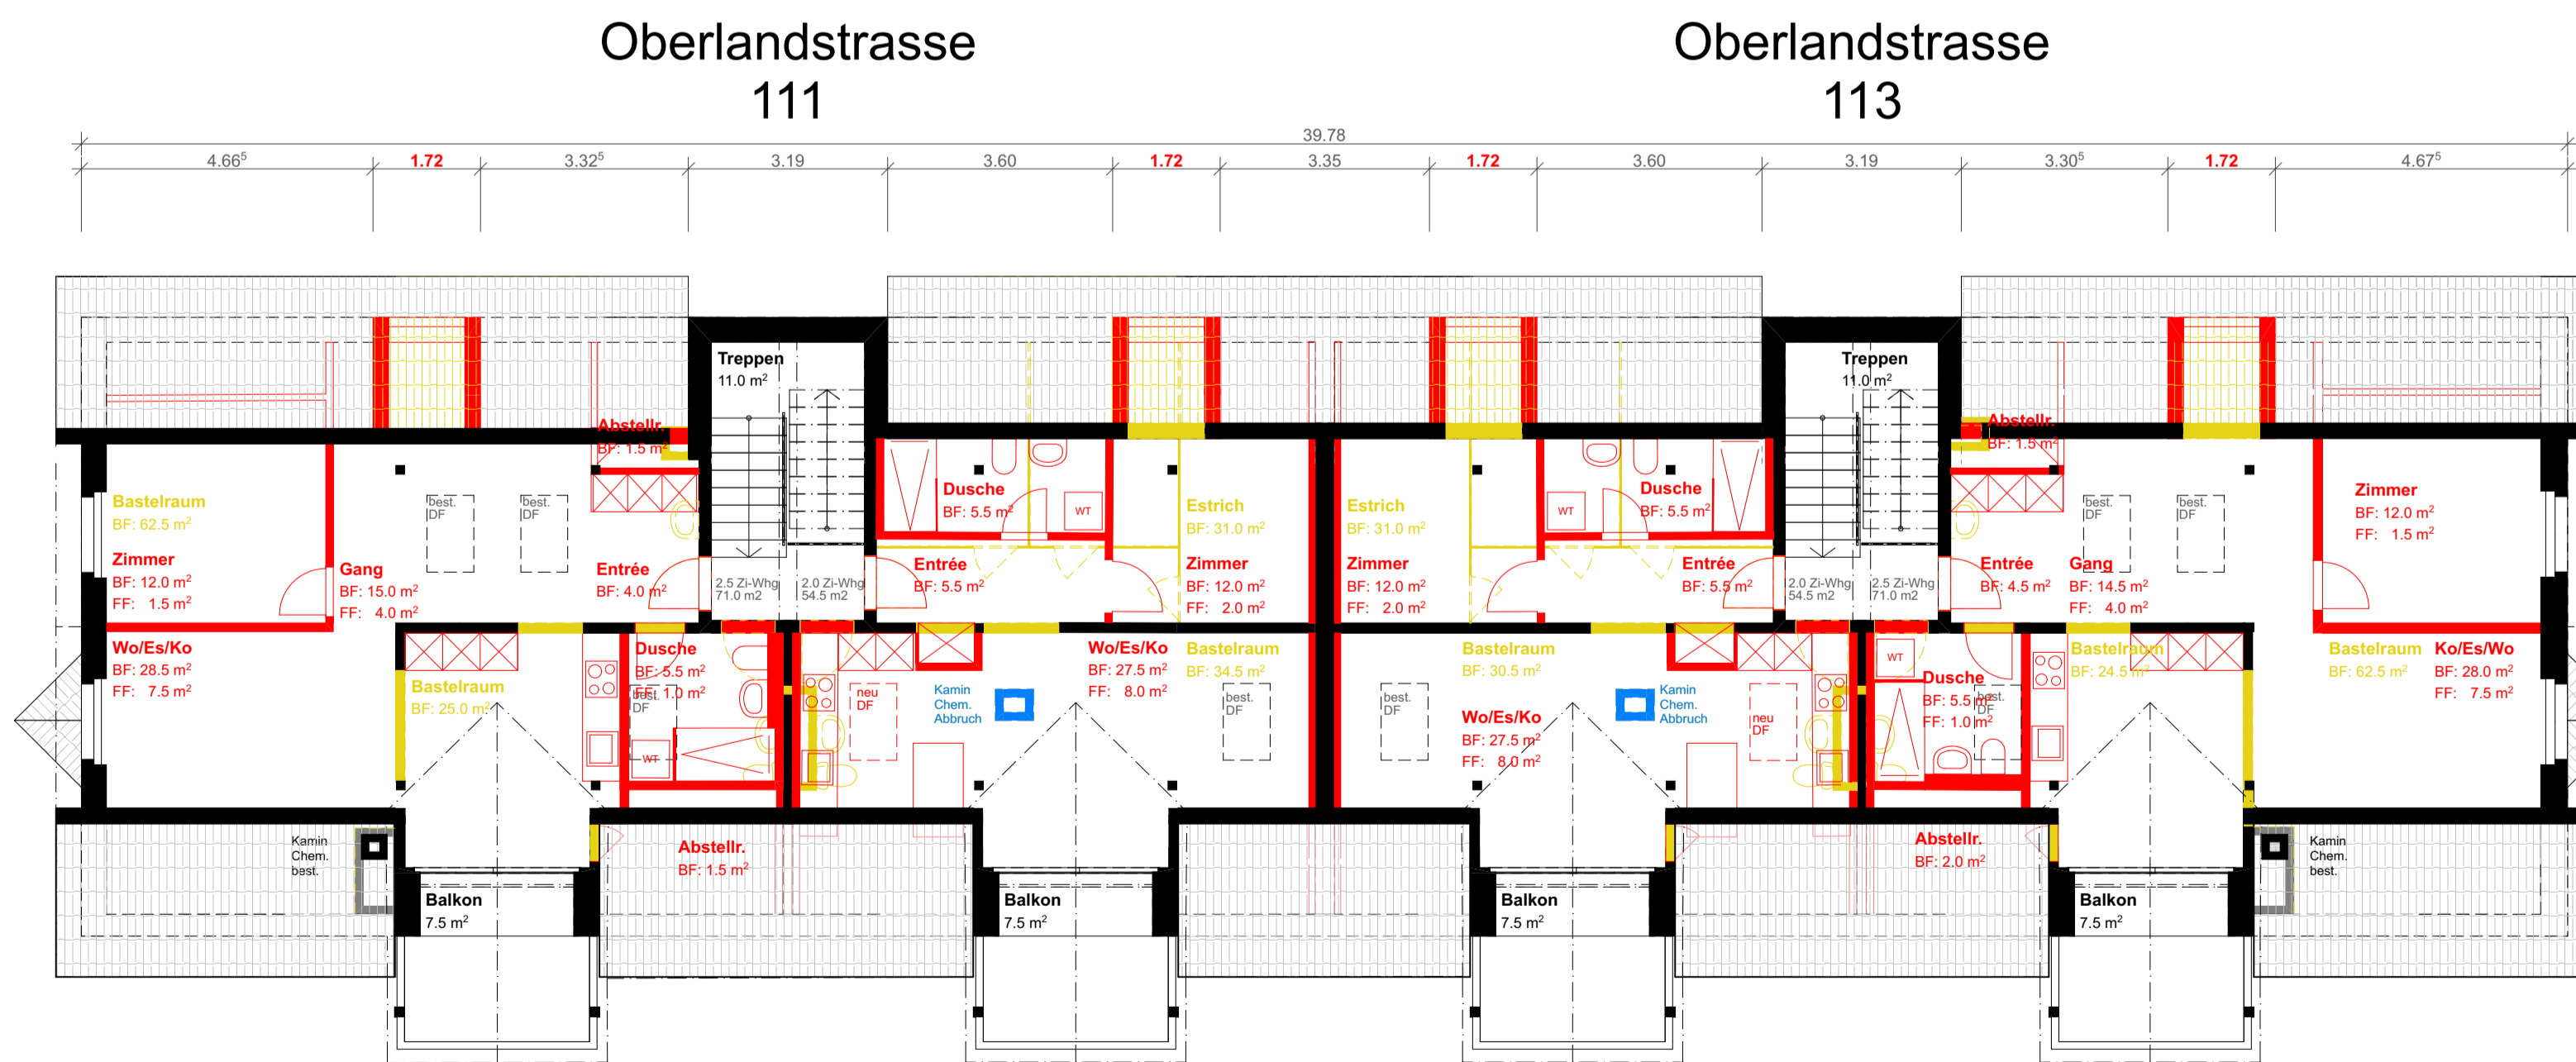 Oberlandstrasse
111
Oberlandstrasse
113
39.78
4.66⁵ 1.72 3.32⁵ 3.19 3.60 1.72 3.35 1.72 3.60 3.19 3.30⁵ 1.72 4.67⁵
Treppen
11.0 m²
Treppen
11.0 m²
Abstellr.
BF: 1.5 m²
Abstellr.
BF: 1.5 m²
Bastelraum
BF: 62.5 m²
Zimmer
BF: 12.0 m²
FF: 1.5 m²
Gang
BF: 15.0 m²
FF: 4.0 m²
best.
DF
best.
DF
Entrée
BF: 4.0 m²
2.5 Zi-Whg
71.0 m2
2.0 Zi-Whg
54.5 m2
Dusche
BF: 5.5 m²
WT
Entrée
BF: 5.5 m²
Estrich
BF: 31.0 m²
Zimmer
BF: 12.0 m²
FF: 2.0 m²
Estrich
BF: 31.0 m²
Zimmer
BF: 12.0 m²
FF: 2.0 m²
WT
Dusche
BF: 5.5 m²
Entrée
BF: 5.5 m²
2.0 Zi-Whg
54.5 m2
2.5 Zi-Whg
71.0 m2
Entrée
BF: 4.5 m²
Gang
BF: 14.5 m²
FF: 4.0 m²
best.
DF
best.
DF
Zimmer
BF: 12.0 m²
FF: 1.5 m²
Wo/Es/Ko
BF: 28.5 m²
FF: 7.5 m²
Bastelraum
BF: 25.0 m²
Dusche
BF: 5.5 m²
FF: 1.0 m²
best.
DF
WT
neu
DF
Kamin
Chem.
Abbruch
Wo/Es/Ko
BF: 27.5 m²
FF: 8.0 m²
Bastelraum
BF: 34.5 m²
best.
DF
best.
DF
Bastelraum
BF: 30.5 m²
Wo/Es/Ko
BF: 27.5 m²
FF: 8.0 m²
Kamin
Chem.
Abbruch
neu
DF
WT
Dusche
BF: 5.5 m²
FF: 1.0 m²
best.
DF
Bastelraum
BF: 24.5 m²
Bastelraum
BF: 62.5 m²
Ko/Es/Wo
BF: 28.0 m²
FF: 7.5 m²
Kamin
Chem.
best.
Abstellr.
BF: 1.5 m²
Abstellr.
BF: 2.0 m²
Kamin
Chem.
best.
Balkon
7.5 m²
Balkon
7.5 m²
Balkon
7.5 m²
Balkon
7.5 m²